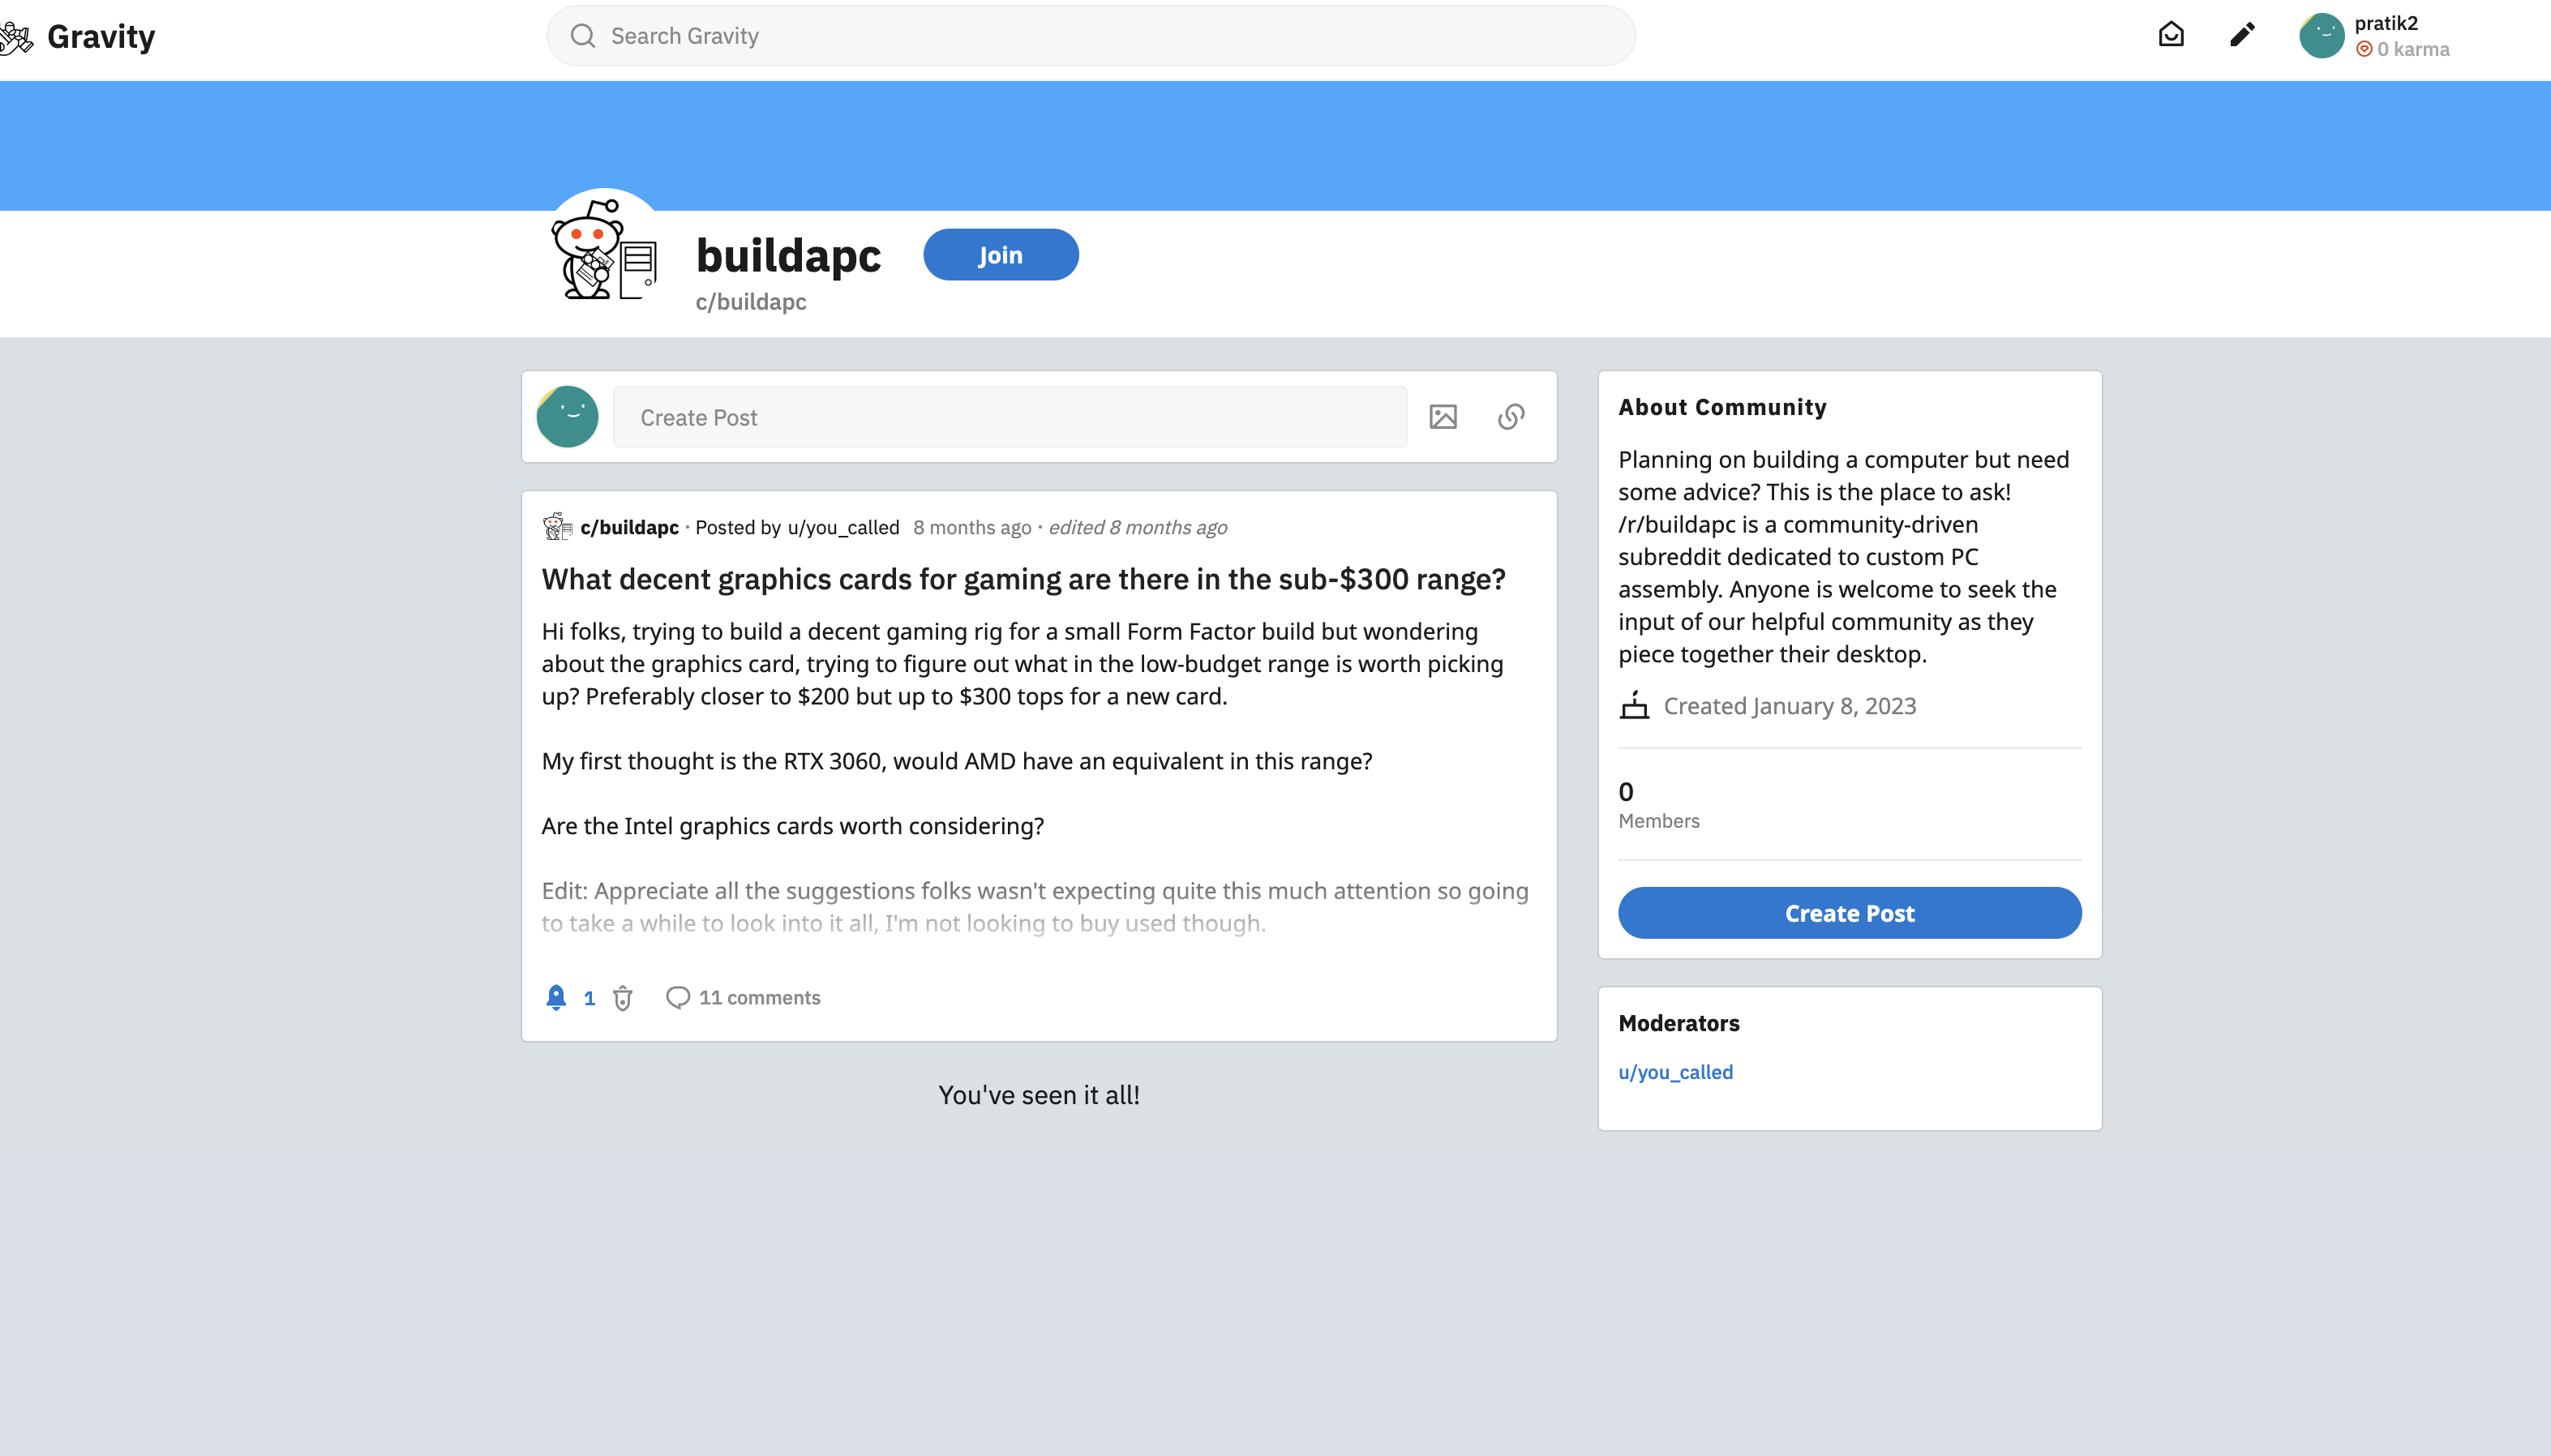 Gravity
Search Gravity
pratik2
0 karma
buildapc
Join
c/buildapc
Create Post
c/buildapc · Posted by u/you_called 8 months ago · edited 8 months ago
What decent graphics cards for gaming are there in the sub-$300 range?
Hi folks, trying to build a decent gaming rig for a small Form Factor build but wondering
about the graphics card, trying to figure out what in the low-budget range is worth picking
up? Preferably closer to $200 but up to $300 tops for a new card.
My first thought is the RTX 3060, would AMD have an equivalent in this range?
Are the Intel graphics cards worth considering?
Edit: Appreciate all the suggestions folks wasn't expecting quite this much attention so going
to take a while to look into it all, I'm not looking to buy used though.
1
11 comments
You've seen it all!
About Community
Planning on building a computer but need
some advice? This is the place to ask!
/r/buildapc is a community-driven
subreddit dedicated to custom PC
assembly. Anyone is welcome to seek the
input of our helpful community as they
piece together their desktop.
Created January 8, 2023
0
Members
Create Post
Moderators
u/you_called